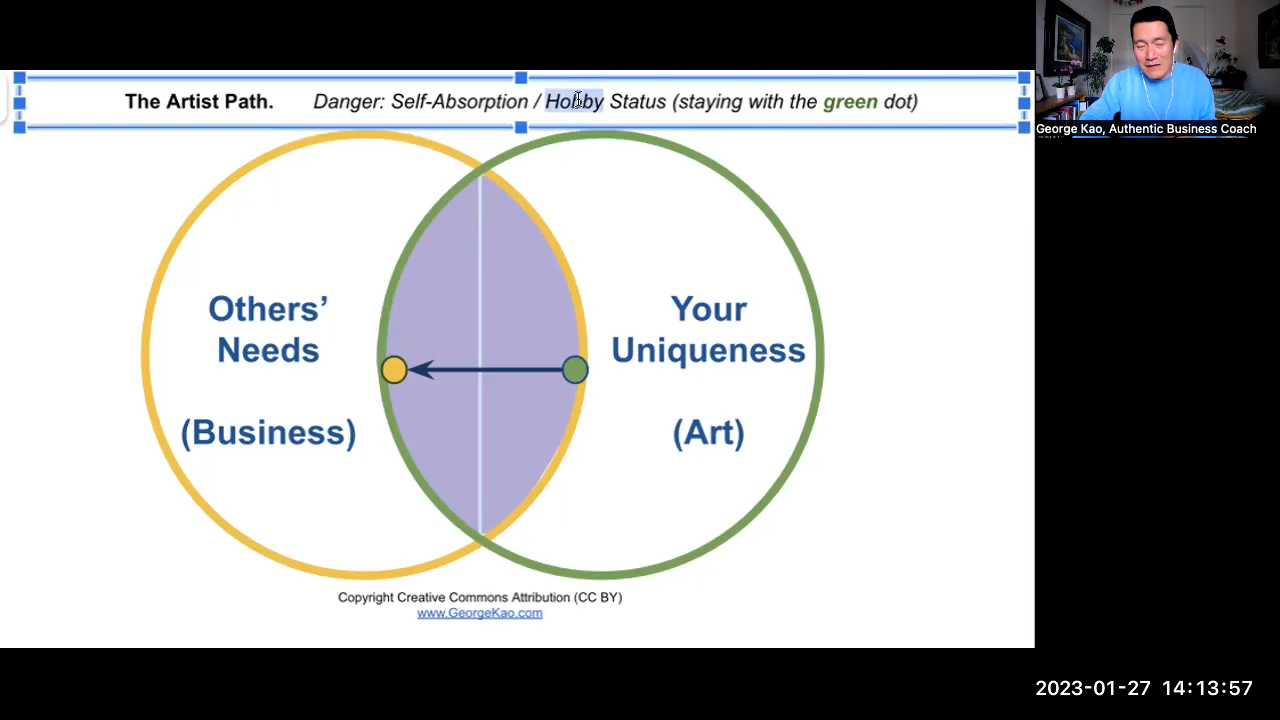 The Artist Path. Danger: Self-Absorption / Hobby Status (staying with the green dot)
George Kao, Authentic Business Coach
Others’
Needs
(Business)
Your
Uniqueness
(Art)
Copyright Creative Commons Attribution (CC BY)
www.GeorgeKao.com
2023-01-27 14:13:57